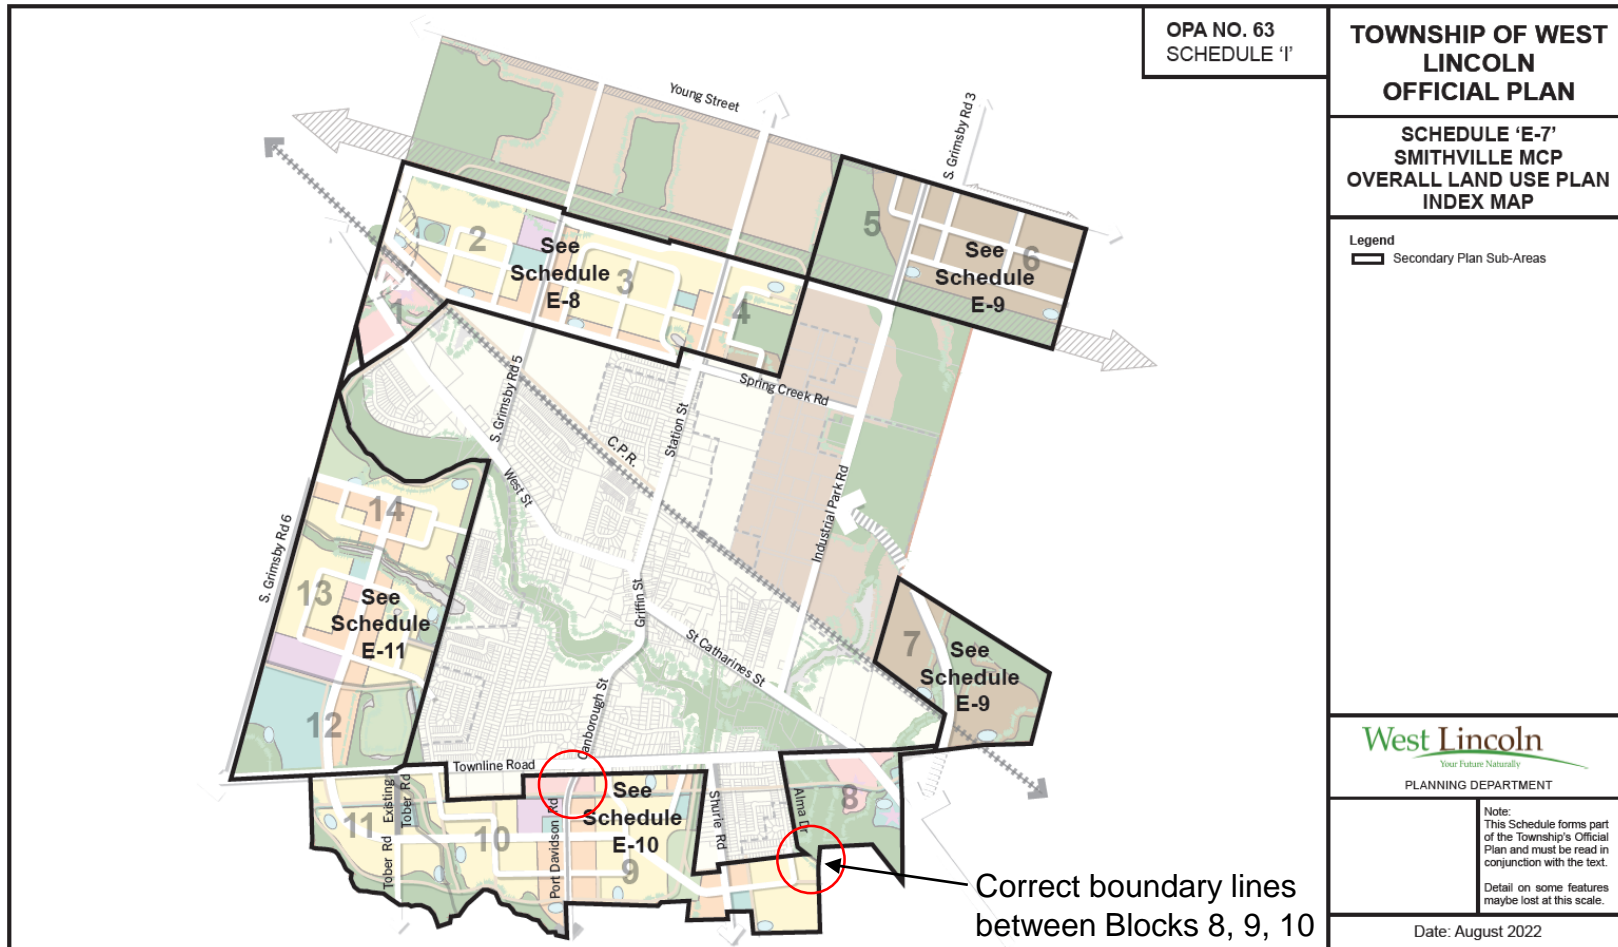 OPA NO. 63
SCHEDULE ‘I’
TOWNSHIP OF WEST
LINCOLN
OFFICIAL PLAN
SCHEDULE ‘E-7’
SMITHVILLE MCP
OVERALL LAND USE PLAN
INDEX MAP
Legend
Secondary Plan Sub-Areas
Young Street
S. Grimsby Rd 3
5
6
See
Schedule
E-9
2
See
Schedule
E-8
3
4
1
S. Grimsby Rd 5
Spring Creek Rd
Station St
C.P.R.
West St
Industrial Park Rd
S. Grimsby Rd 6
14
13
See
Schedule
E-11
12
Griffin St
St Catharines St
Canborough St
7
See
Schedule
E-9
Townline Road
Tober Rd Existing
Tober Rd
11
10
Port Davidson Rd
See
Schedule
E-10
9
Shurie Rd
Alma Dr
8
Correct boundary lines
between Blocks 8, 9, 10
West Lincoln
Your Future Naturally
PLANNING DEPARTMENT
Note:
This Schedule forms part
of the Township's Official
Plan and must be read in
conjunction with the text.
Detail on some features
maybe lost at this scale.
Date: August 2022